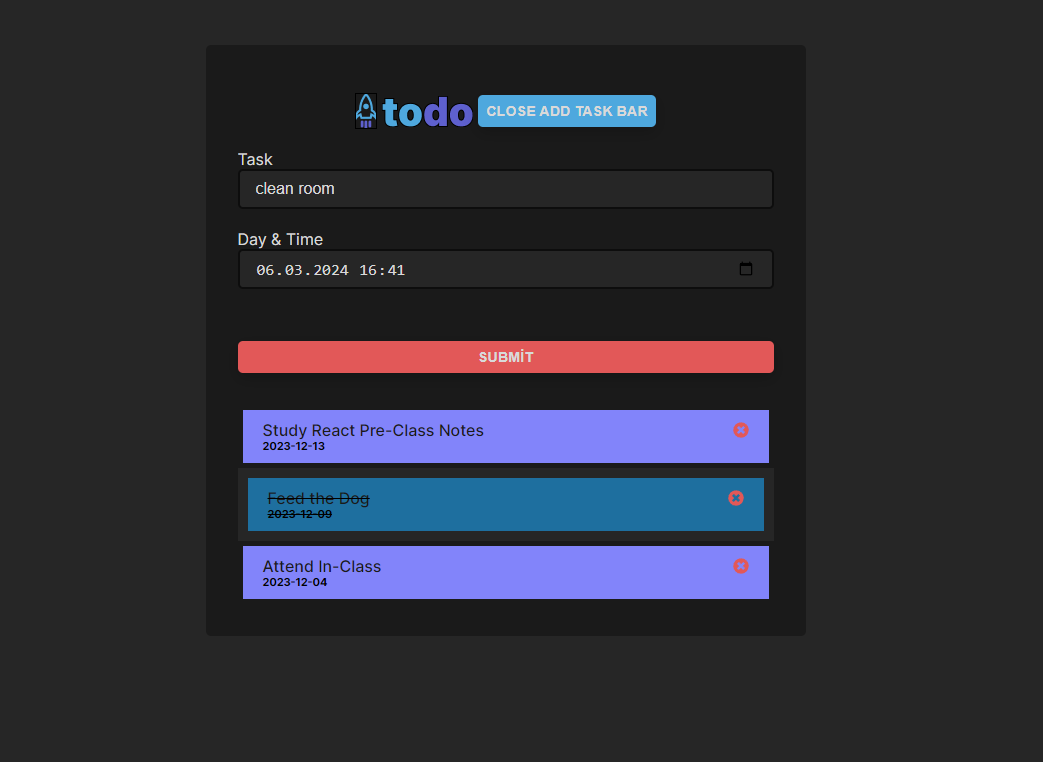 todo CLOSE ADD TASK BAR
Task
clean room
Day & Time
06.03.2024 16:41
SUBMİT
Study React Pre-Class Notes
2023-12-13
Feed the Dog
2023-12-09
Attend In-Class
2023-12-04